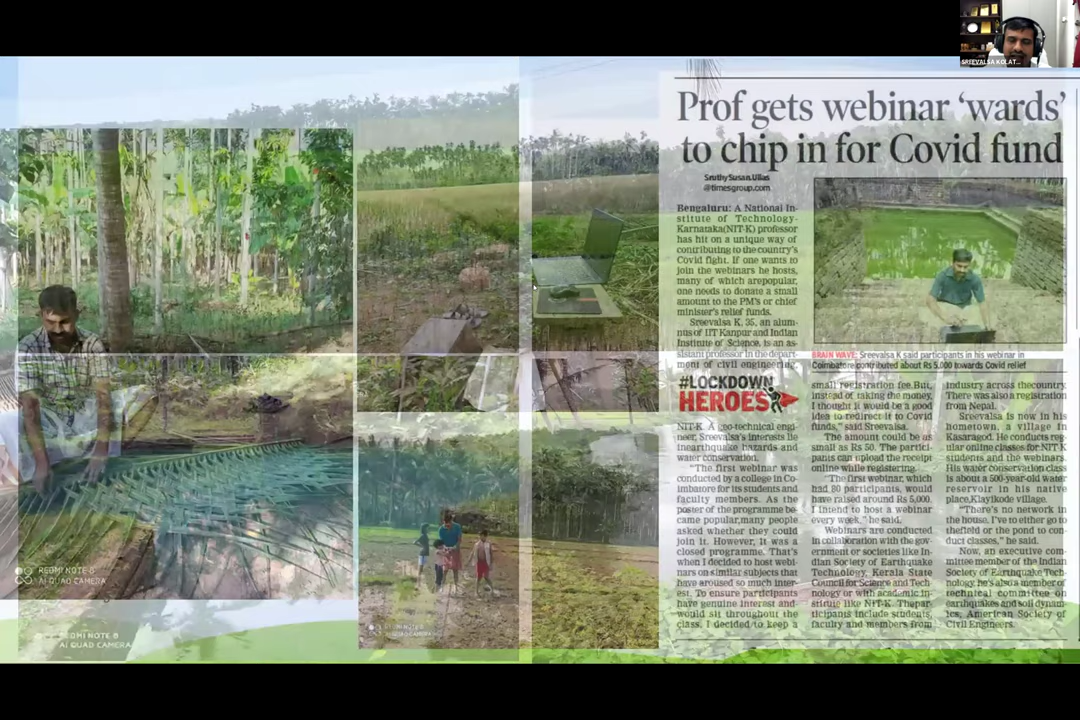 SREEVALSA KOLAT...
Prof gets webinar ‘wards’
to chip in for Covid fund
Sruthy Susan Ullas
@timesgroup.com
Bengaluru: A National In-
stitute of Technology-
Karnataka(NIT-K) professor
has hit on a unique way of
contributing to the country's
Covid fight. If one wants to
join the webinars he hosts,
many of which arepopular,
one needs to donate a small
amount to the PM's or chief
minister's relief funds.
Sreevalsa K, 35, an alum-
nus of IIT Kanpur and Indian
Institute of Science, is an as-
sistant professor in the depart-
ment of civil engineering,
#LOCKDOWN
HEROES
NIT-K. A geo-technical engi-
neer, Sreevalsa's interests lie
inearthquake hazards and
water conservation.
"The first webinar was
conducted by a college in Co-
imbatore for its students and
faculty members. As the
poster of the programme be-
came popular,many people
asked whether they could
join it. However, it was a
closed programme. That's
when I decided to host webi-
nars on similar subjects that
have aroused so much inter-
est. To ensure participants
have genuine interest and
would sit throughout the
class, I decided to keep a
BRAIN WAVE: Sreevalsa K said participants in his webinar in
Coimbatore contributed about Rs 5,000 towards Covid relief
small registration fee.But,
instead of taking the money,
I thought it would be a good
idea to redirect it to Covid
funds," said Sreevalsa.
The amount could be as
small as Rs 50. The partici-
pants can upload the receipt
online while registering.
"The first webinar, which
had 80 participants, would
have raised around Rs 5,000.
I intend to host a webinar
every week," he said.
Webinars are conducted
in collaboration with the gov-
ernment or societies like In-
dian Society of Earthquake
Technology, Kerala State
Council for Science and Tech-
nology or with academic in-
stitute like NIT-K. Thepar-
ticipants include students,
faculty and members from
industry across thecountry.
There was also a registration
from Nepal.
Sreevalsa is now in his
hometown, a village in
Kasaragod. He conducts reg-
ular online classes for NIT-K
students and the webinars.
His water conservation class
is about a 500-year-old water
reservoir in his native
place,Klayikode village.
"There's no network in
the house. I've to either go to
thefield or the pond to con-
duct classes," he said.
Now, an executive com-
mittee member of the Indian
Society of Earthquake Tech-
nology, he's also a member of
technical committee on
earthquakes and soil dynam-
ics, American Society of
Civil Engineers.
REDMI NOTE 8
AI QUAD CAMERA
REDMI NOTE 8
AI QUAD CAMERA
REDMI NOTE 8
AI QUAD CAMERA